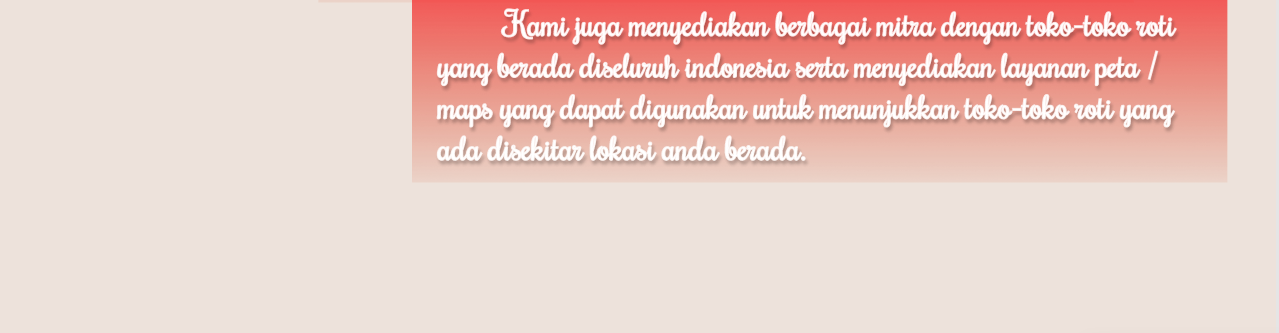 Kami juga menyediakan berbagai mitra dengan toko-toko roti
yang berada diseluruh indonesia serta menyediakan layanan peta /
maps yang dapat digunakan untuk menunjukkan toko-toko roti yang
ada disekitar lokasi anda berada.